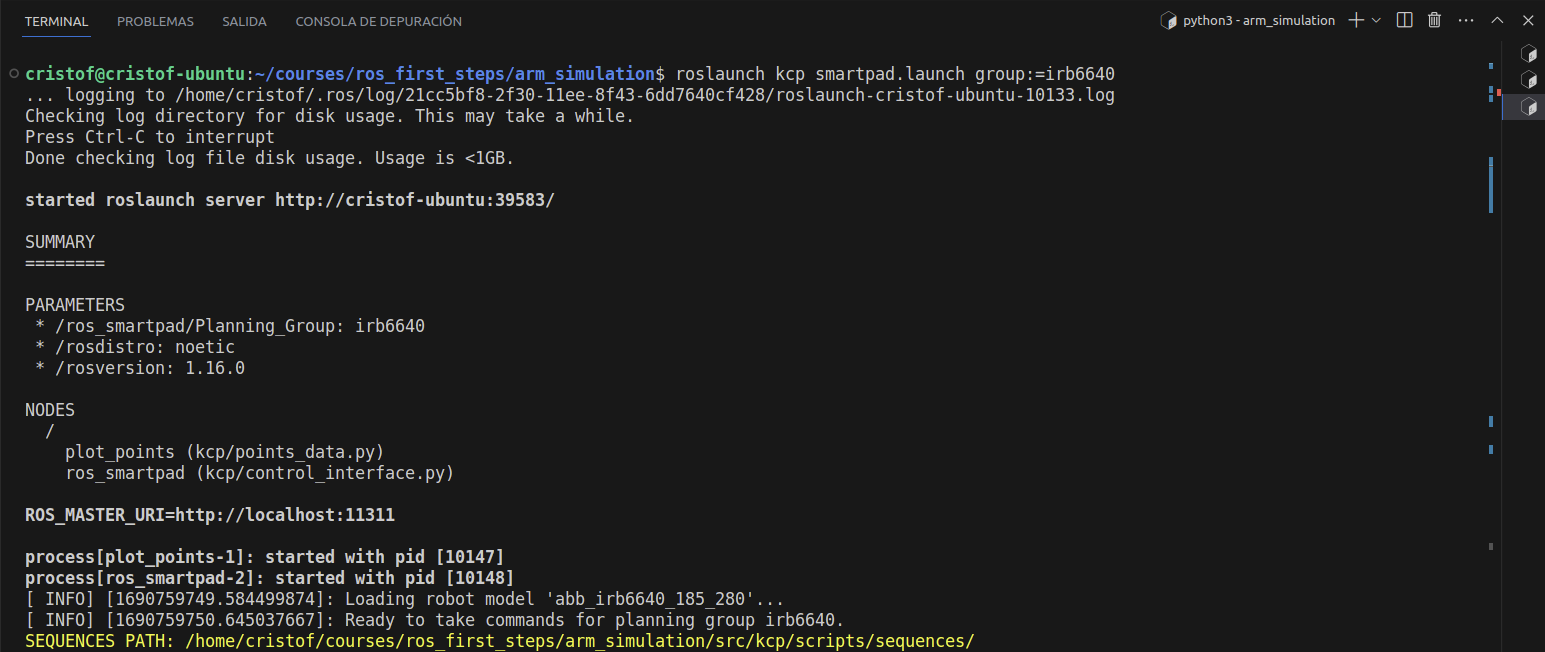 TERMINAL PROBLEMAS SALIDA CONSOLA DE DEPURACIÓN python3 - arm_simulation
cristof@cristof-ubuntu:~/courses/ros_first_steps/arm_simulation$ roslaunch kcp smartpad.launch group:=irb6640
... logging to /home/cristof/.ros/log/21cc5bf8-2f30-11ee-8f43-6dd7640cf428/roslaunch-cristof-ubuntu-10133.log
Checking log directory for disk usage. This may take a while.
Press Ctrl-C to interrupt
Done checking log file disk usage. Usage is <1GB.
started roslaunch server http://cristof-ubuntu:39583/
SUMMARY
========
PARAMETERS
* /ros_smartpad/Planning_Group: irb6640
* /rosdistro: noetic
* /rosversion: 1.16.0
NODES
/
plot_points (kcp/points_data.py)
ros_smartpad (kcp/control_interface.py)
ROS_MASTER_URI=http://localhost:11311
process[plot_points-1]: started with pid [10147]
process[ros_smartpad-2]: started with pid [10148]
[ INFO] [1690759749.584499874]: Loading robot model 'abb_irb6640_185_280'...
[ INFO] [1690759750.645037667]: Ready to take commands for planning group irb6640.
SEQUENCES PATH: /home/cristof/courses/ros_first_steps/arm_simulation/src/kcp/scripts/sequences/